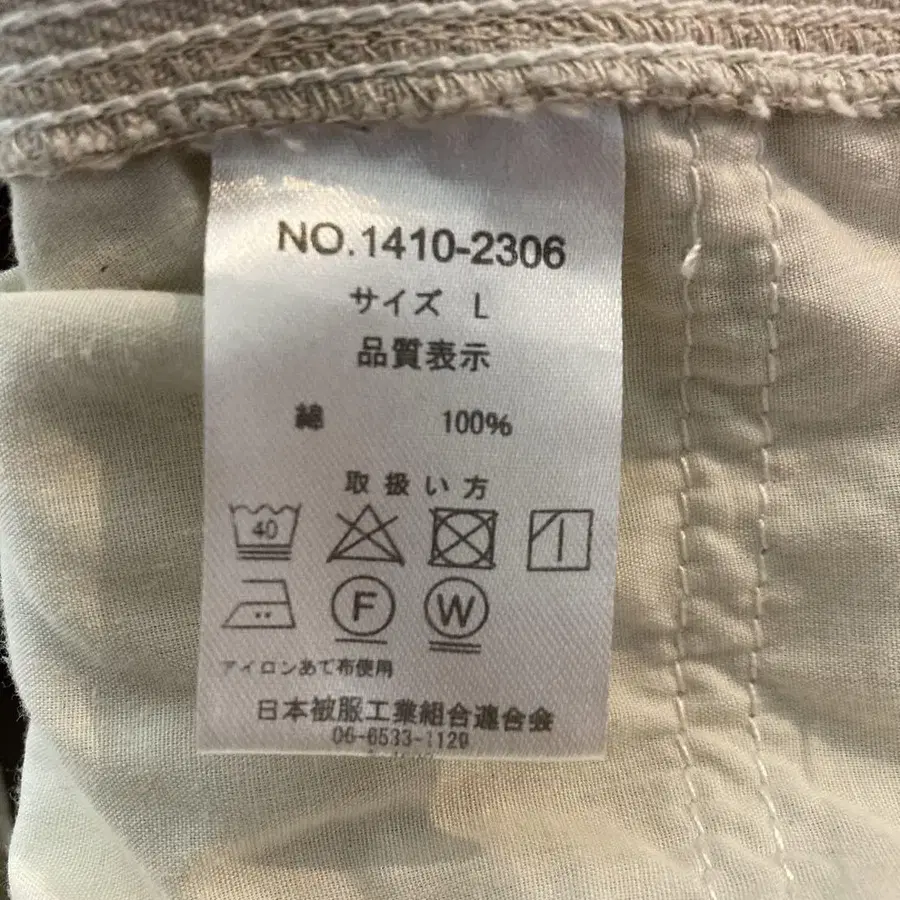 NO.1410-2306
サイズ L
品質表示
綿 100%
取扱い方
40
F W
アイロンあて布使用
日本被服工業組合連合会
06-6533-1129